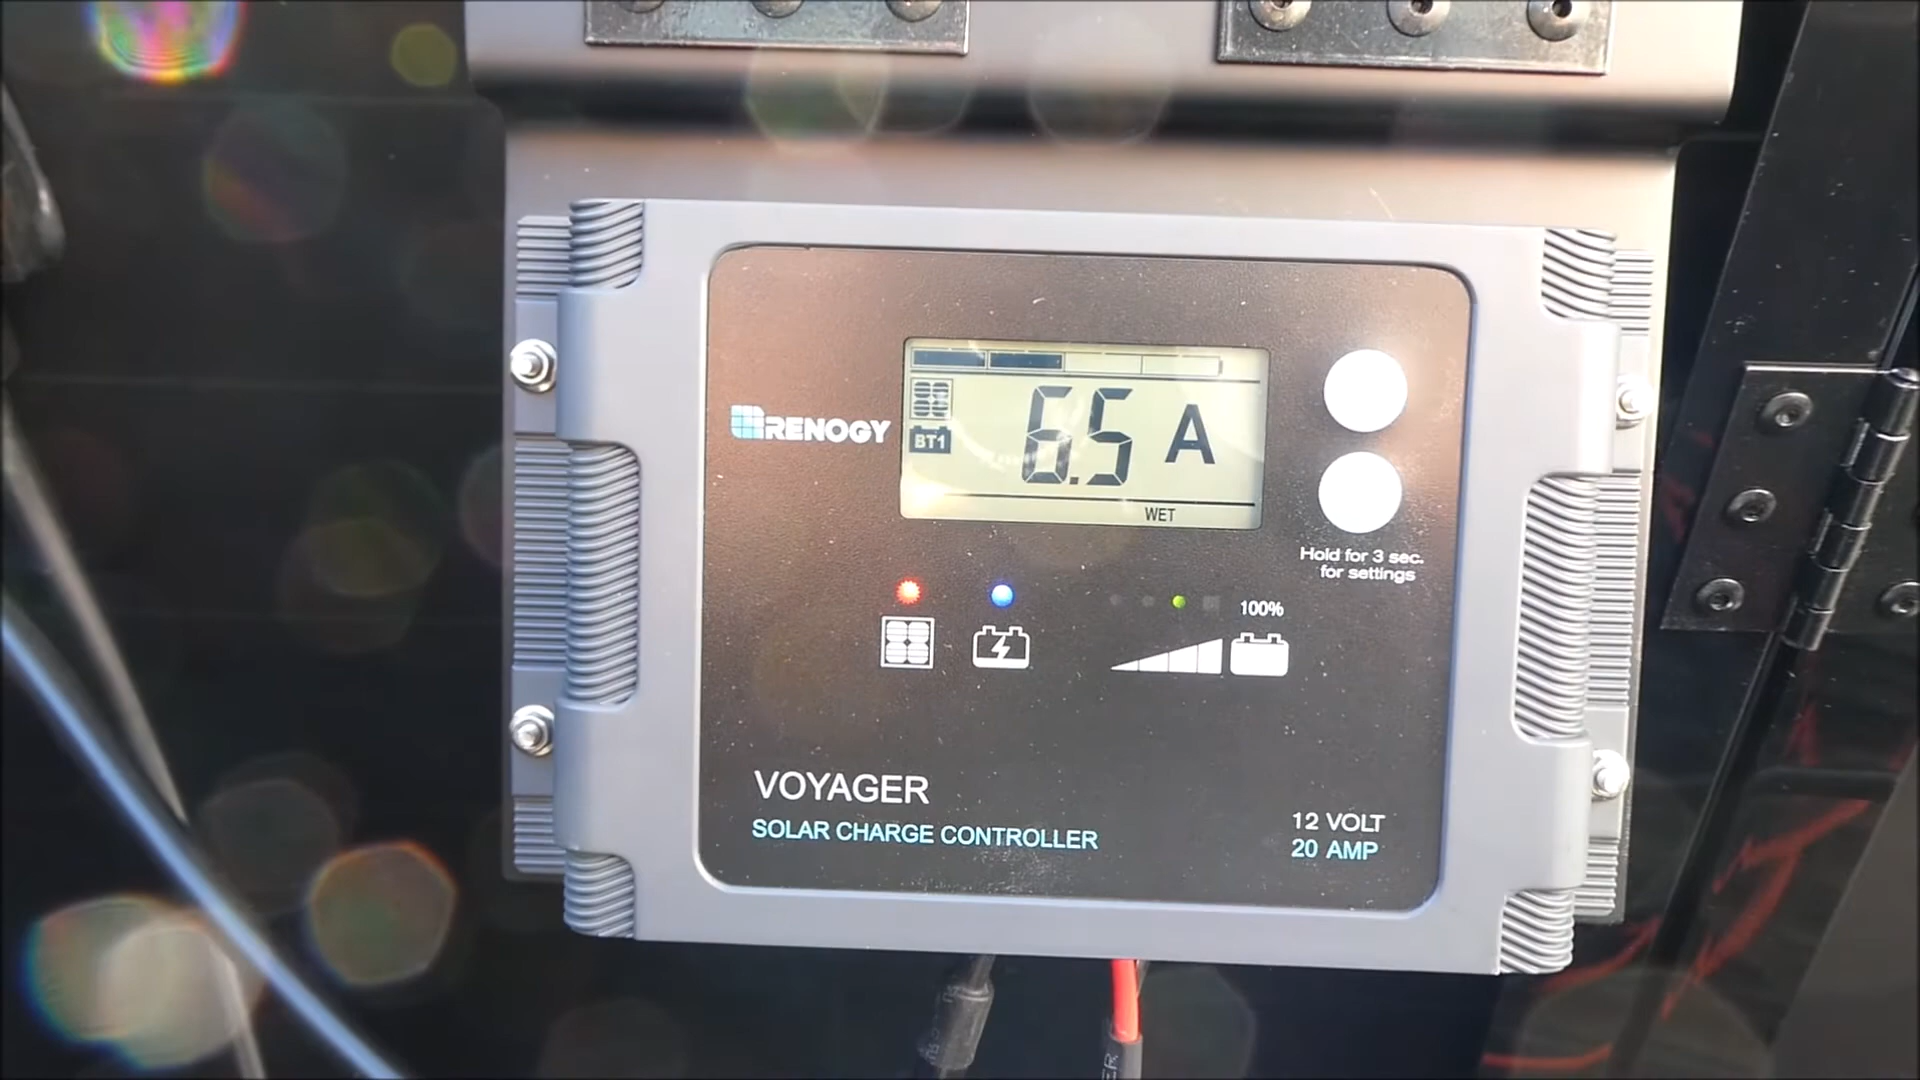 RENOGY
BT1
6.5 A
WET
Hold for 3 sec.
for settings
100%
VOYAGER
SOLAR CHARGE CONTROLLER
12 VOLT
20 AMP